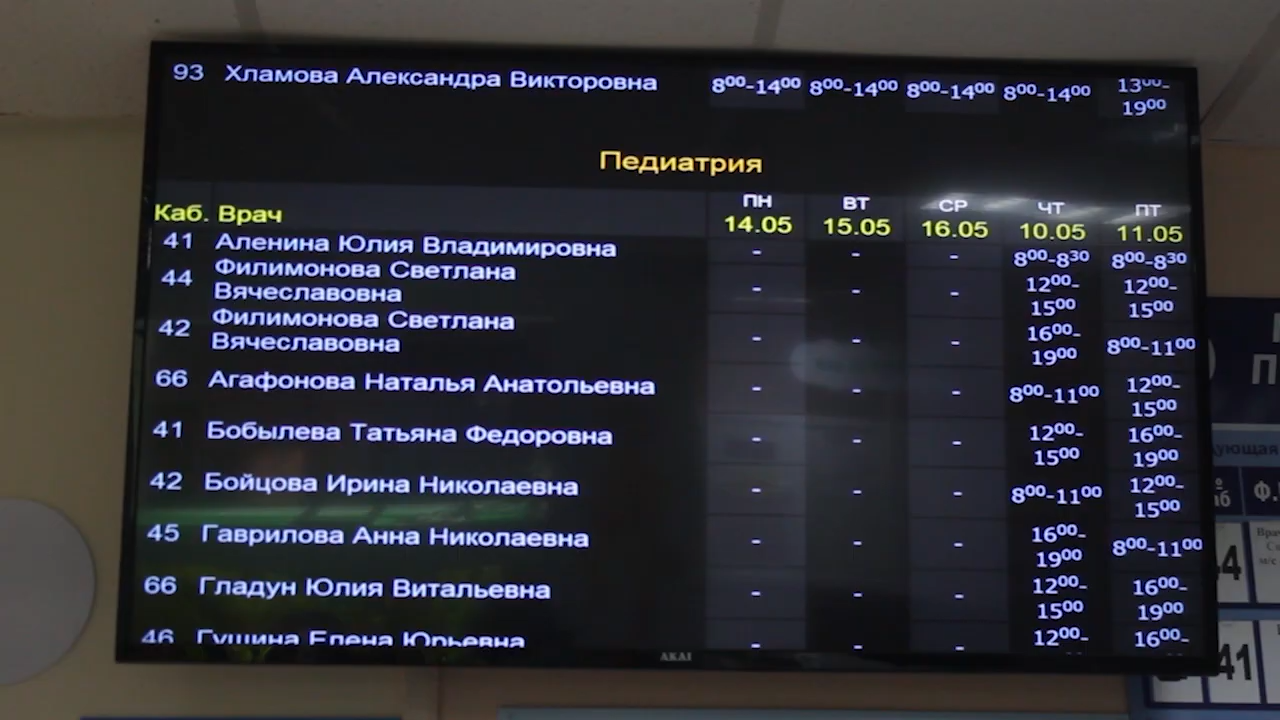 93 Хламова Александра Викторовна 8⁰⁰-14⁰⁰ 8⁰⁰-14⁰⁰ 8⁰⁰-14⁰⁰ 8⁰⁰-14⁰⁰ 13⁰⁰-
19⁰⁰
Педиатрия
ПН ВТ СР ЧТ ПТ
Каб. Врач 14.05 15.05 16.05 10.05 11.05
41 Аленина Юлия Владимировна - - - 8⁰⁰-8³⁰ 8⁰⁰-8³⁰
44 Филимонова Светлана - - - 12⁰⁰- 12⁰⁰-
Вячеславовна 15⁰⁰ 15⁰⁰
42 Филимонова Светлана - - - 16⁰⁰- 8⁰⁰-11⁰⁰
Вячеславовна 19⁰⁰
66 Агафонова Наталья Анатольевна - - - 8⁰⁰-11⁰⁰ 12⁰⁰-
15⁰⁰
41 Бобылева Татьяна Федоровна - - - 12⁰⁰- 16⁰⁰-
15⁰⁰ 19⁰⁰
42 Бойцова Ирина Николаевна - - - 8⁰⁰-11⁰⁰ 12⁰⁰-
15⁰⁰
45 Гаврилова Анна Николаевна - - - 16⁰⁰- 8⁰⁰-11⁰⁰
19⁰⁰
66 Гладун Юлия Витальевна - - - 12⁰⁰- 16⁰⁰-
15⁰⁰ 19⁰⁰
46 Гущина Елена Юрьевна - - - 12⁰⁰- 16⁰⁰-
AKAI
41